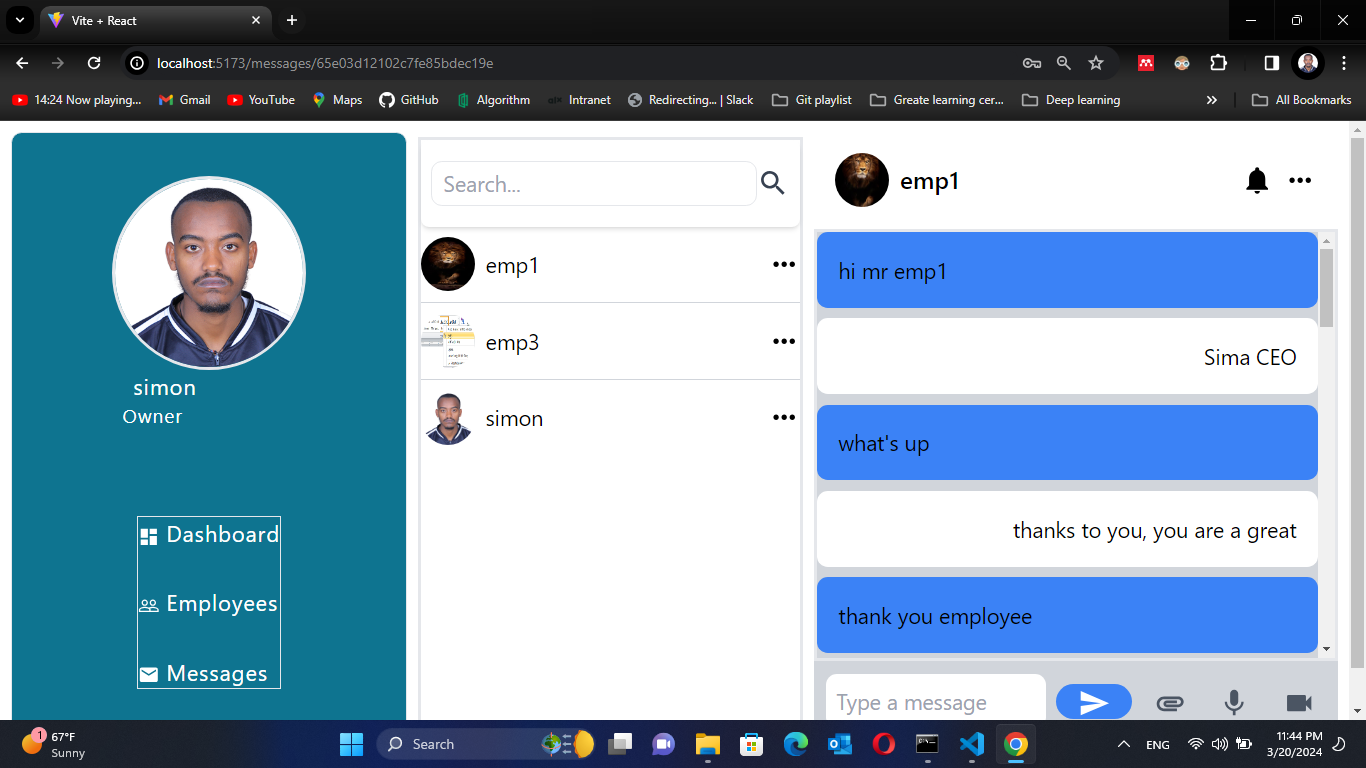 Vite + React
localhost:5173/messages/65e03d12102c7fe85bdec19e
14:24 Now playing... Gmail YouTube Maps GitHub Algorithm Intranet Redirecting... | Slack Git playlist Greate learning cer... Deep learning » All Bookmarks
simon
Owner
Dashboard
Employees
Messages
Search...
emp1
emp3
simon
emp1
hi mr emp1
Sima CEO
what's up
thanks to you, you are a great
thank you employee
Type a message
1
67°F
Sunny
Search
ENG
11:44 PM
3/20/2024